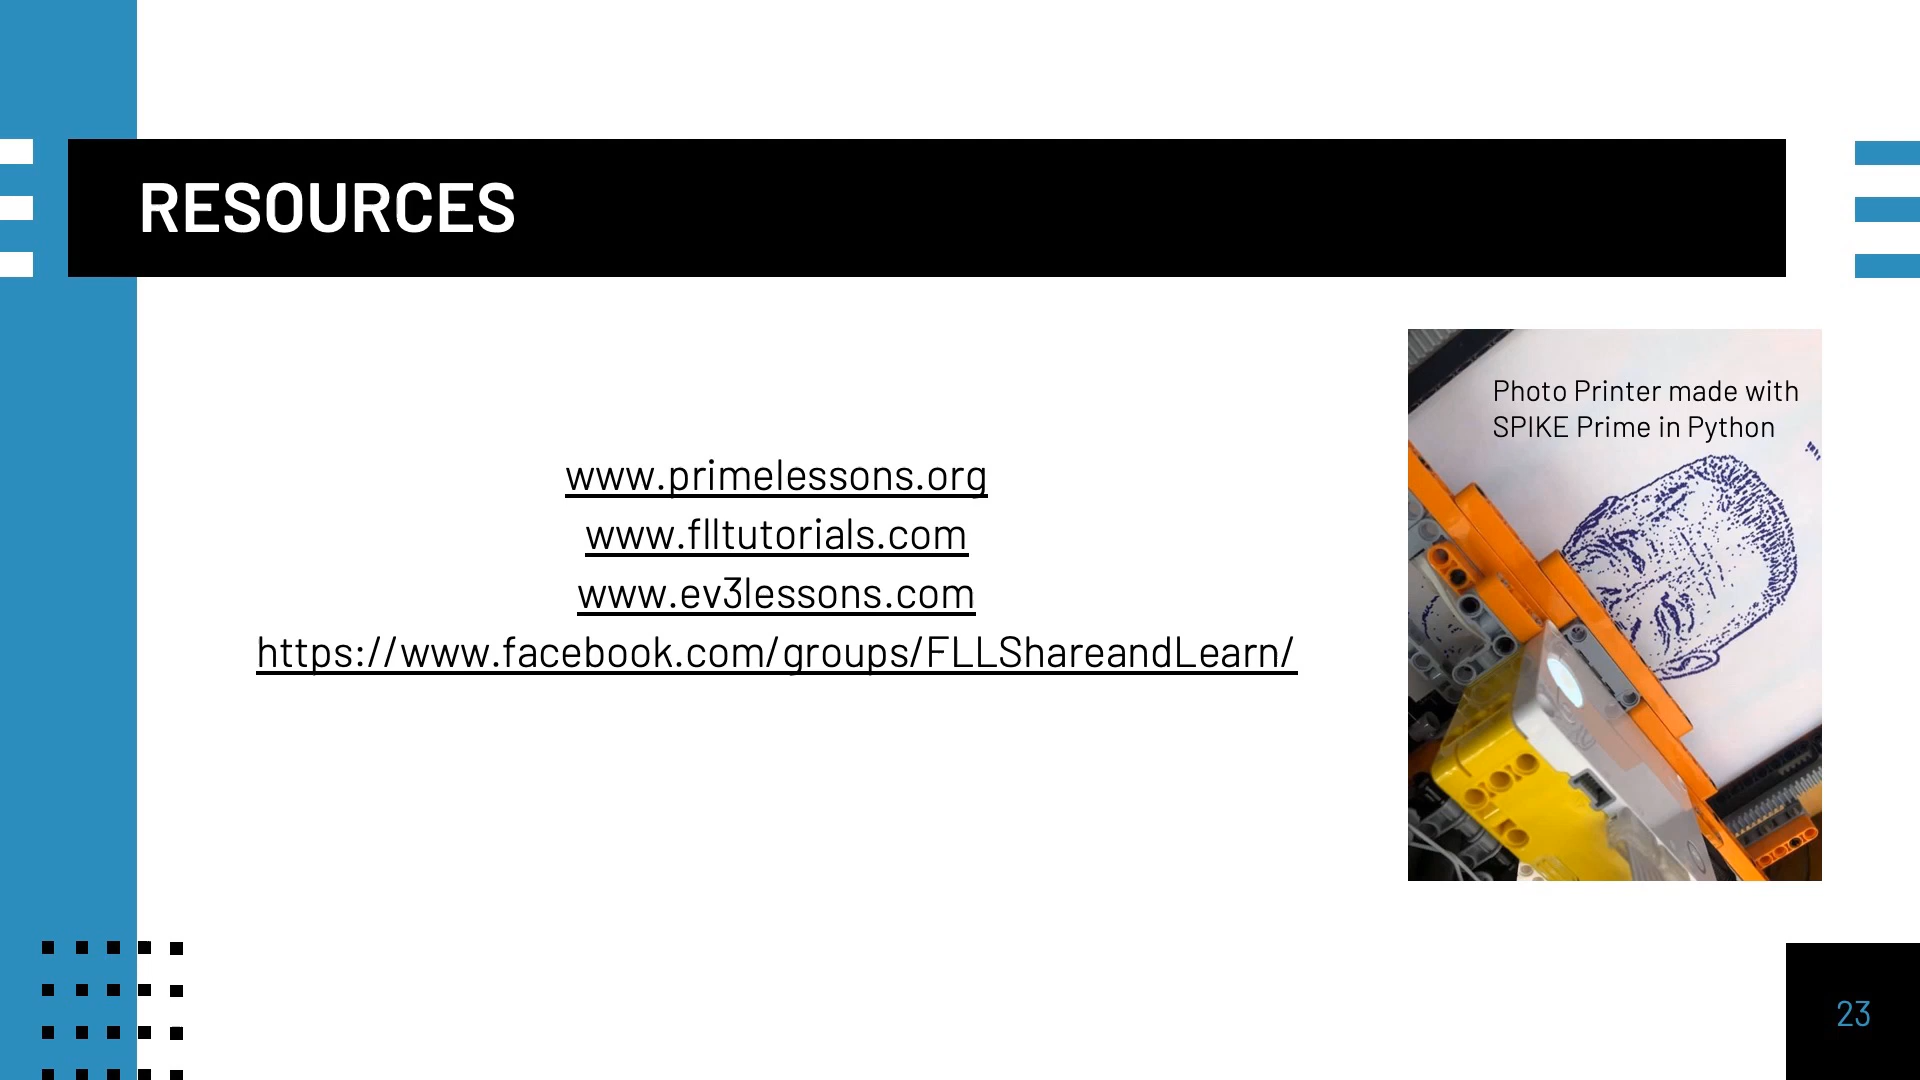 RESOURCES
Photo Printer made with
SPIKE Prime in Python
www.primelessons.org
www.flltutorials.com
www.ev3lessons.com
https://www.facebook.com/groups/FLLShareandLearn/
23